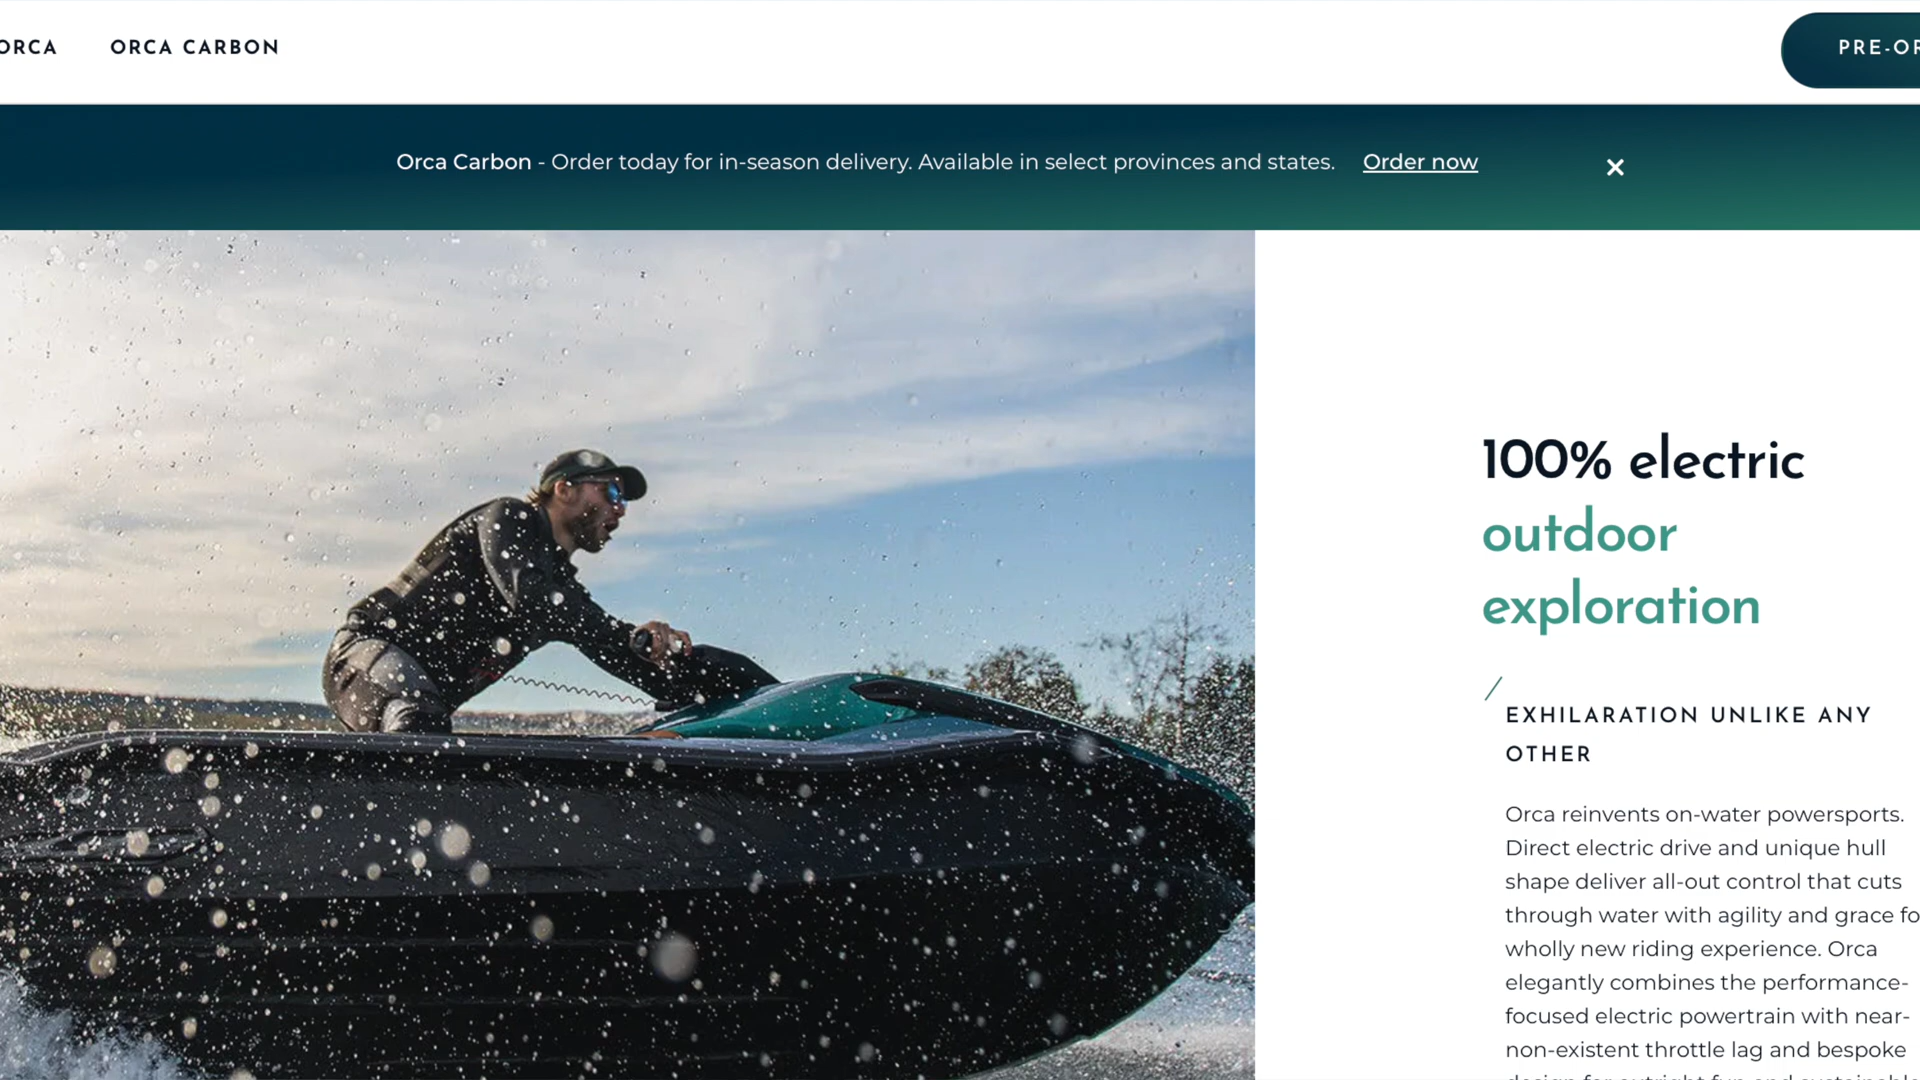 ORCA ORCA CARBON
Orca Carbon - Order today for in-season delivery. Available in select provinces and states. Order now
100% electric
outdoor
exploration
EXHILARATION UNLIKE ANY
OTHER
Orca reinvents on-water powersports.
Direct electric drive and unique hull
shape deliver all-out control that cuts
through water with agility and grace
wholly new riding experience. Orca
elegantly combines the performance-
focused electric powertrain with near-
non-existent throttle lag and bespoke